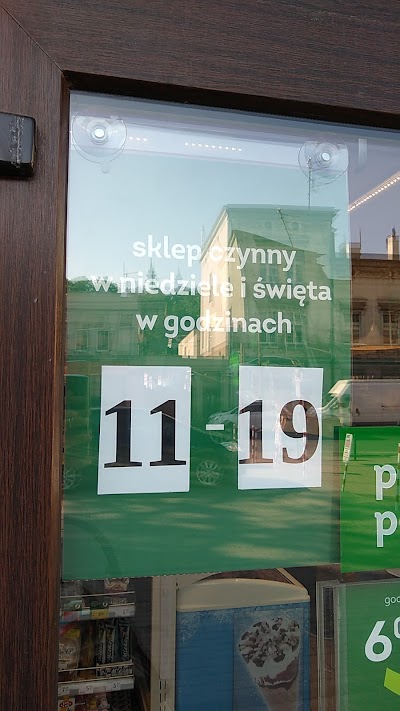 sklep czynny
w niedziele i święta
w godzinach
11 - 19